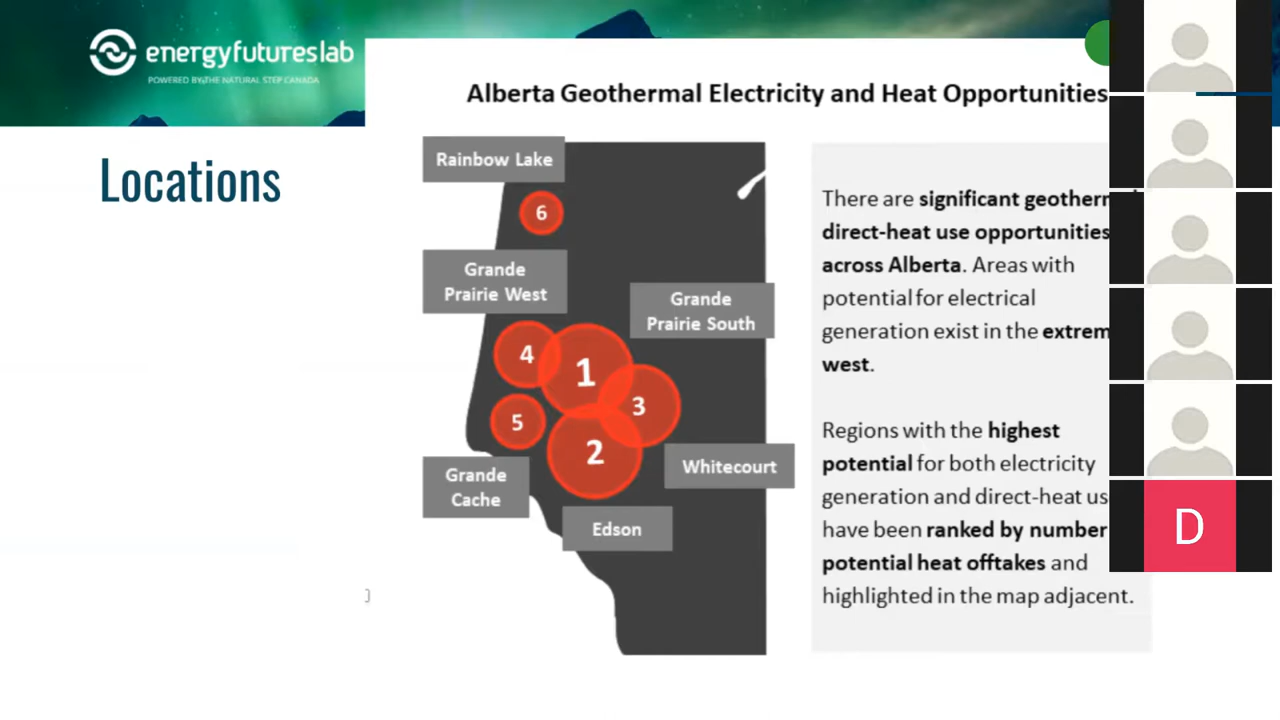 energyfutureslab
POWERED BY THE NATURAL STEP CANADA
Locations
Alberta Geothermal Electricity and Heat Opportunities
Rainbow Lake
6
Grande
Prairie West
Grande
Prairie South
4
1
3
5
2
Whitecourt
Grande
Cache
Edson
There are significant
direct-heat use opportunities
across Alberta. Areas with
potential for electrical
generation exist in the
west.
Regions with the highest
potential for both electricity
generation and direct-heat
have been ranked by number
potential heat offtakes and
highlighted in the map adjacent.
D